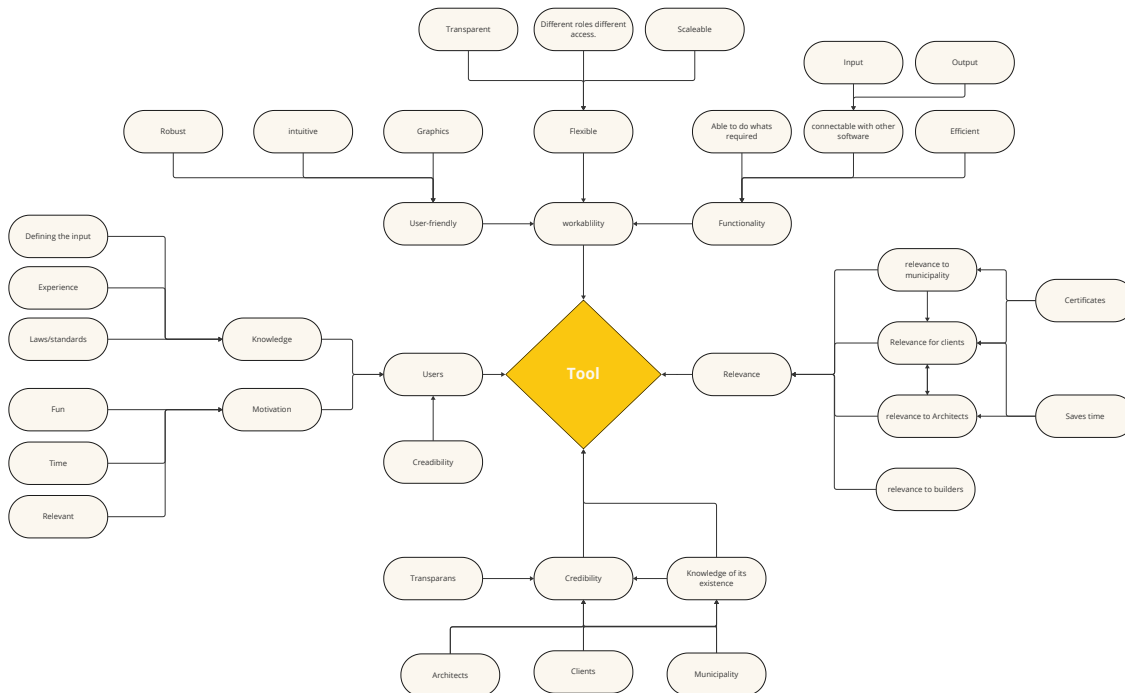 Transparent
Different roles different
access.
Scaleable
Input
Output
Robust
intuitive
Graphics
Flexible
Able to do whats
required
connectable with other
software
Efficient
User-friendly
workablility
Functionality
Defining the input
Experience
Laws/standards
Knowledge
Fun
Motivation
Time
Relevant
Users
Creadibility
Tool
Relevance
relevance to
municipality
Certificates
Relevance for clients
relevance to Architects
Saves time
relevance to builders
Transparans
Credibility
Knowledge of its
existence
Architects
Clients
Municipality